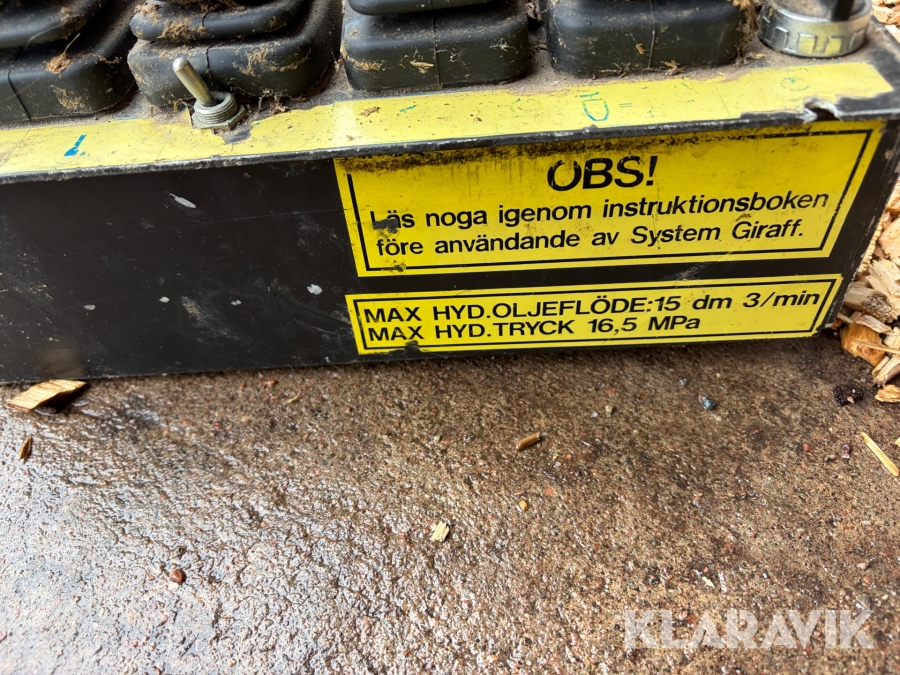 OBS!
Läs noga igenom instruktionsboken
före användande av System Giraff.
MAX HYD.OLJEFLÖDE:15 dm 3/min
MAX HYD.TRYCK 16,5 MPa
KLARAVIK